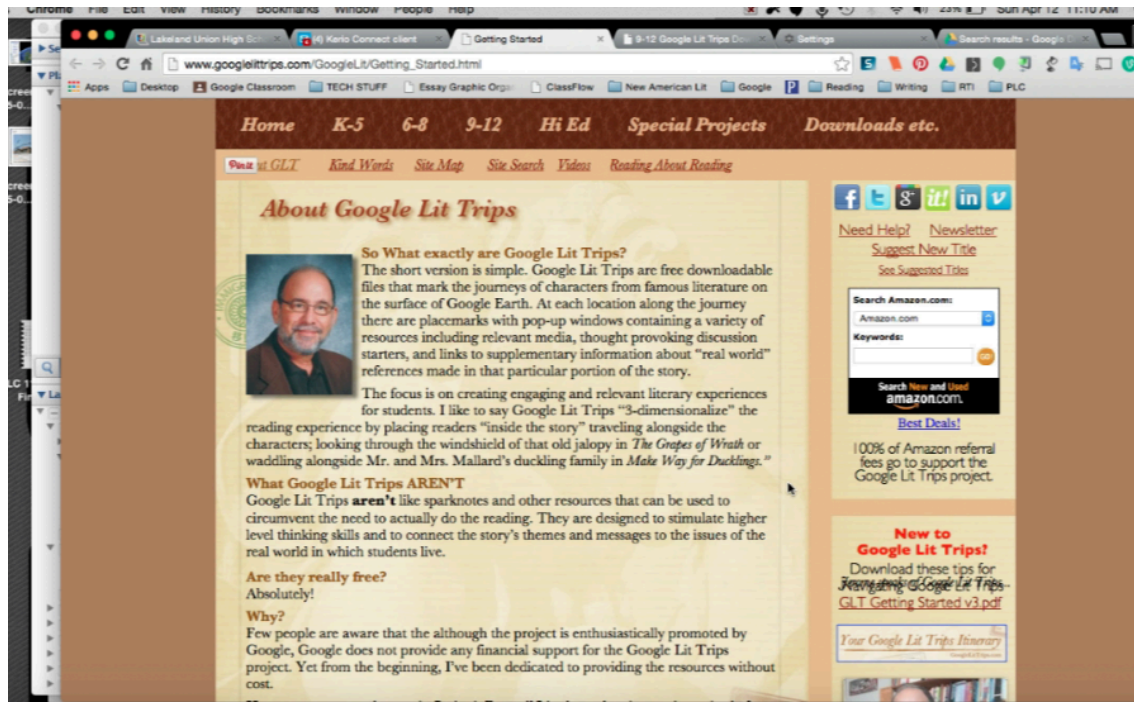 Chrome File Edit View History Bookmarks Window People Help Sun Apr 12 11:10 AM
Lakeland Union High (4) Kerio Connect client Getting Started 9-12 Google Lit Trips Settings Search results - Google
www.googlelittrips.com/GoogleLit/Getting_Started.html
Apps Desktop Google Classroom TECH STUFF Essay Graphic ClassFlow New American Lit Google Reading Writing RTI PLC
Home K-5 6-8 9-12 Hi Ed Special Projects Downloads etc.
Pin it GLT Kind Words Site Map Site Search Videos Reading About Reading
About Google Lit Trips
So What exactly are Google Lit Trips?
The short version is simple. Google Lit Trips are free downloadable
files that mark the journeys of characters from famous literature on
the surface of Google Earth. At each location along the journey
there are placemarks with pop-up windows containing a variety of
resources including relevant media, thought provoking discussion
starters, and links to supplementary information about “real world”
references made in that particular portion of the story.
The focus is on creating engaging and relevant literary experiences
for students. I like to say Google Lit Trips “3-dimensionalize” the
reading experience by placing readers “inside the story” traveling alongside the
characters; looking through the windshield of that old jalopy in The Grapes of Wrath or
waddling alongside Mr. and Mrs. Mallard’s duckling family in Make Way for Ducklings.”
What Google Lit Trips AREN’T
Google Lit Trips aren’t like sparknotes and other resources that can be used to
circumvent the need to actually do the reading. They are designed to stimulate higher
level thinking skills and to connect the story’s themes and messages to the issues of the
real world in which students live.
Are they really free?
Absolutely!
Why?
Few people are aware that the although the project is enthusiastically promoted by
Google, Google does not provide any financial support for the Google Lit Trips
project. Yet from the beginning, I’ve been dedicated to providing the resources without
cost.
Need Help? Newsletter
Suggest New Title
See Suggested Titles
Search Amazon.com:
Amazon.com
Keywords:
GO!
Search New and Used
amazon.com.
Best Deals!
100% of Amazon referral
fees go to support the
Google Lit Trips project.
New to
Google Lit Trips?
Download these tips for
Navigating Google Lit Trips
GLT Getting Started v3.pdf
Your Google Lit Trips Itinerary